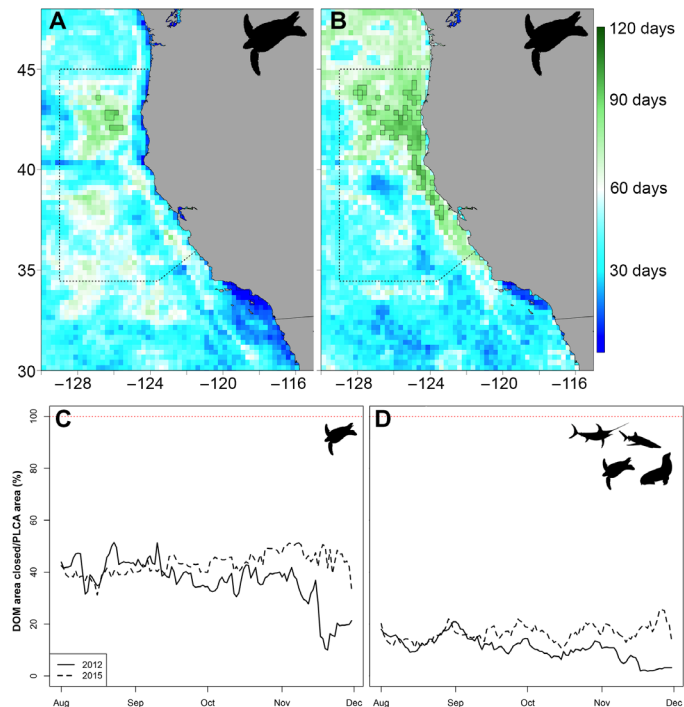 A
B
120 days
90 days
60 days
30 days
45
40
35
30
−128
−124
−120
−116
−128
−124
−120
−116
C
D
DOM area closed/PLCA area (%)
100
80
60
40
20
0
2012
2015
Aug
Sep
Oct
Nov
Dec
Aug
Sep
Oct
Nov
Dec